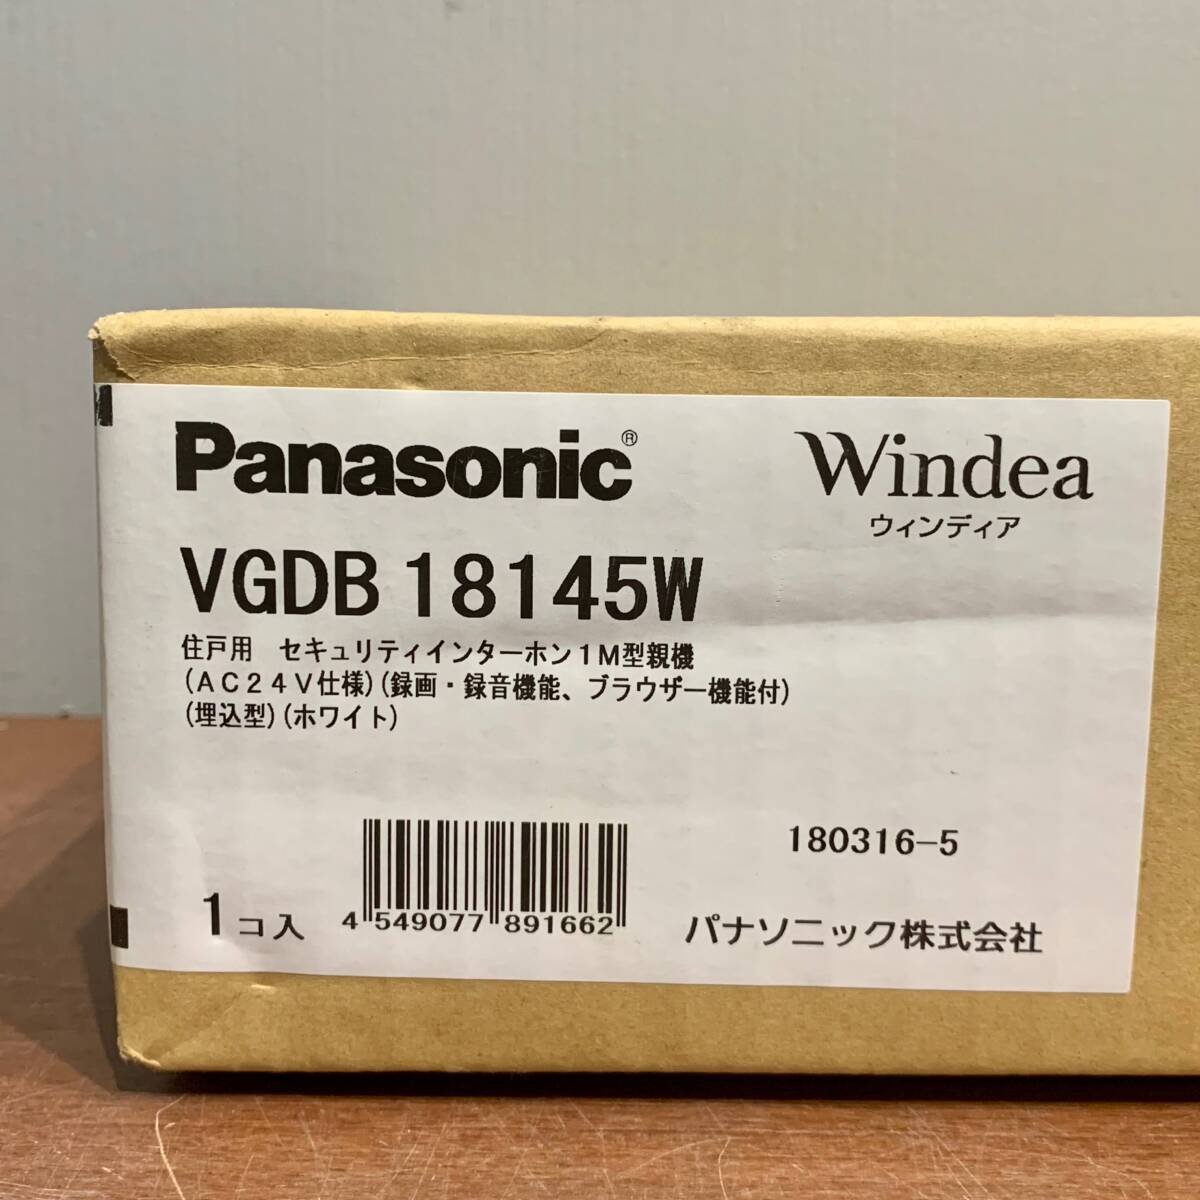 Panasonic®
Windea
ウィンディア
VGDB18145W
住戸用 セキュリティインターホン1M型親機
(AC24V仕様)(録画・録音機能、ブラウザー機能付)
(埋込型)(ホワイト)
180316-5
1コ入
4 549077 891662
パナソニック株式会社